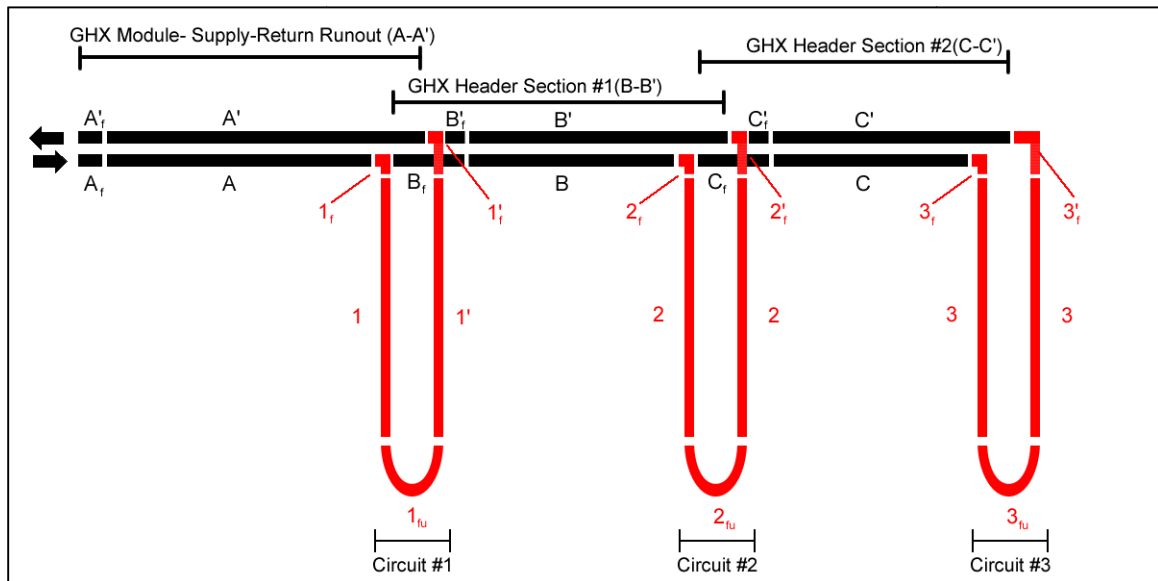 GHX Module- Supply-Return Runout (A-A')
GHX Header Section #2(C-C')
GHX Header Section #1(B-B')
A'f A' B'f B' C'f C'
Af A Bf B Cf C
1f 1'f 2f 2'f 3f 3'f
1 1' 2 2 3 3
1fu 2fu 3fu
Circuit #1 Circuit #2 Circuit #3